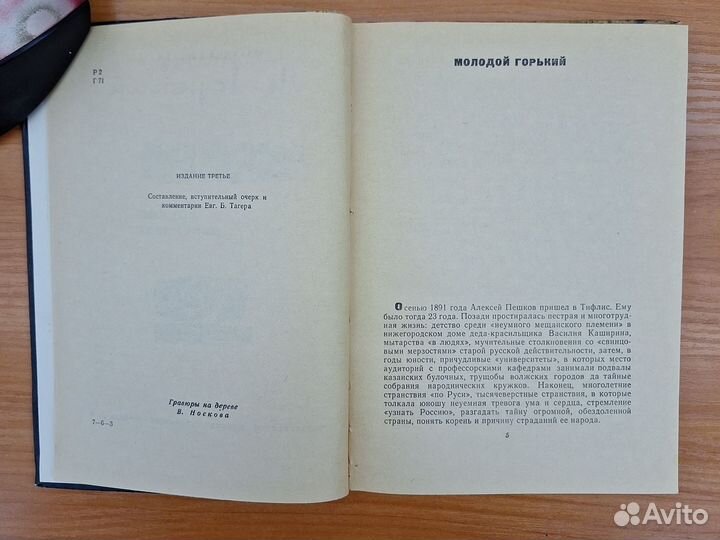 Р 2
Г 71
ИЗДАНИЕ ТРЕТЬЕ
Составление, вступительный очерк и
комментарии Евг. Б. Тагера
Гравюры на дереве
В. Носкова
7—6—3
МОЛОДОЙ ГОРЬКИЙ
Осенью 1891 года Алексей Пешков пришел в Тифлис. Ему
было тогда 23 года. Позади простиралась пестрая и многотруд-
ная жизнь: детство среди «неумного мещанского племени» в
нижегородском доме деда-красильщика Василия Каширина,
мытарства «в людях», мучительные столкновения со «свинцо-
выми мерзостями» старой русской действительности, затем, в
годы юности, причудливые «университеты», в которых место
аудиторий с профессорскими кафедрами занимали подвалы
казанских булочных, трущобы волжских городов да тайные
собрания народнических кружков. Наконец, многолетние
странствия «по Руси», тысячеверстные странствия, в которые
толкала юношу неуемная тревога ума и сердца, стремление
«узнать Россию», разгадать тайну огромной, обездоленной
страны, понять корень и причину страданий ее народа.
5
Avito